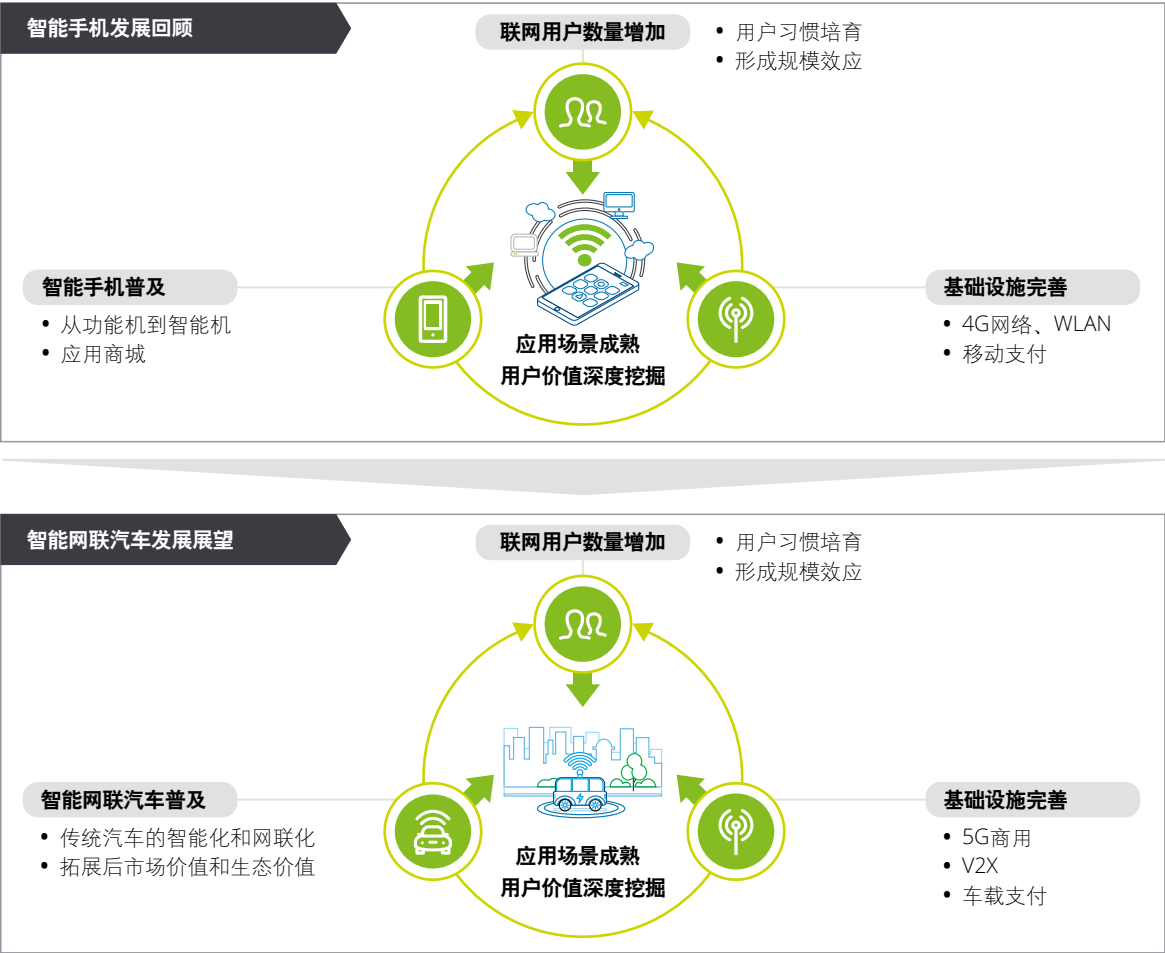 智能手机发展回顾
联网用户数量增加
• 用户习惯培育
• 形成规模效应
智能手机普及
• 从功能机到智能机
• 应用商城
基础设施完善
• 4G网络、WLAN
• 移动支付
应用场景成熟
用户价值深度挖掘
智能网联汽车发展展望
联网用户数量增加
• 用户习惯培育
• 形成规模效应
智能网联汽车普及
• 传统汽车的智能化和网联化
• 拓展后市场价值和生态价值
基础设施完善
• 5G商用
• V2X
• 车载支付
应用场景成熟
用户价值深度挖掘